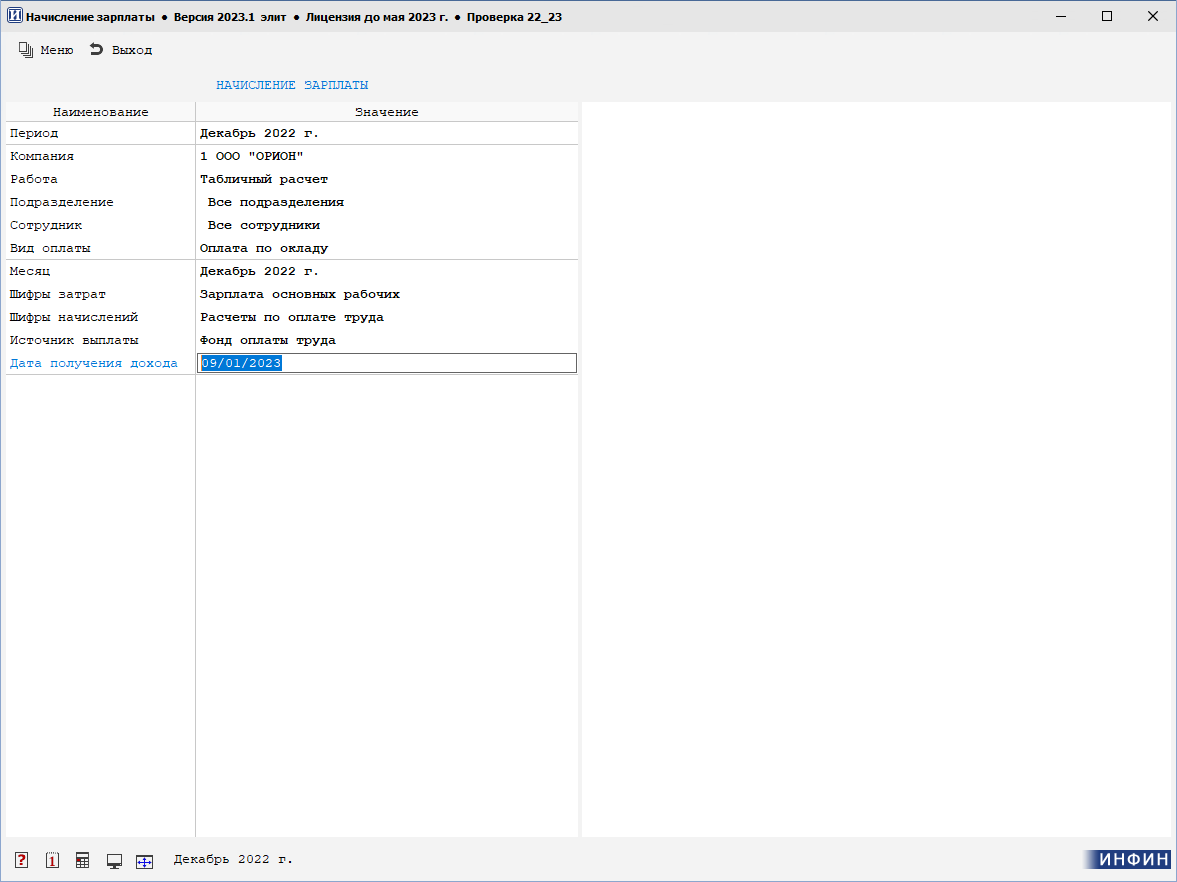 Начисление зарплаты ● Версия 2023.1 элит ● Лицензия до мая 2023 г. ● Проверка 22_23
Меню Выход
НАЧИСЛЕНИЕ ЗАРПЛАТЫ
Наименование Значение
Период Декабрь 2022 г.
Компания 1 ООО "ОРИОН"
Работа Табличный расчет
Подразделение Все подразделения
Сотрудник Все сотрудники
Вид оплаты Оплата по окладу
Месяц Декабрь 2022 г.
Шифры затрат Зарплата основных рабочих
Шифры начислений Расчеты по оплате труда
Источник выплаты Фонд оплаты труда
Дата получения дохода 09/01/2023
? 1 Декабрь 2022 г. ИНФИН